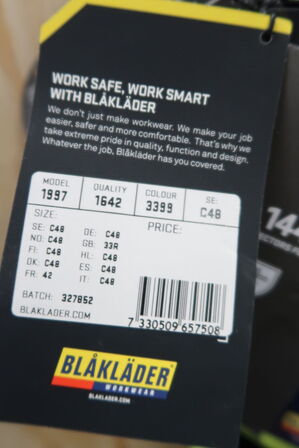 WORK SAFE, WORK SMART
WITH BLÅKLÄDER
We don't just make workwear. We make your job
easier, safer and more comfortable. That's why we
take extreme pride in quality, function and design.
Whatever the job, Blåkläder has you covered.
MODEL QUALITY COLOUR SE:
1997 1642 3399 C48
SIZE: PRICE:
SE: C48 DE: C48
NO: C48 GB: 33R
FI: C48 NL: C48
DK: C48 ES: C48
FR: 42 IT: C48
BATCH: 327852
BLAKLADER.COM
7 330509 657508
BLÅKLÄDER
WORKWEAR
BLAKLADER.COM